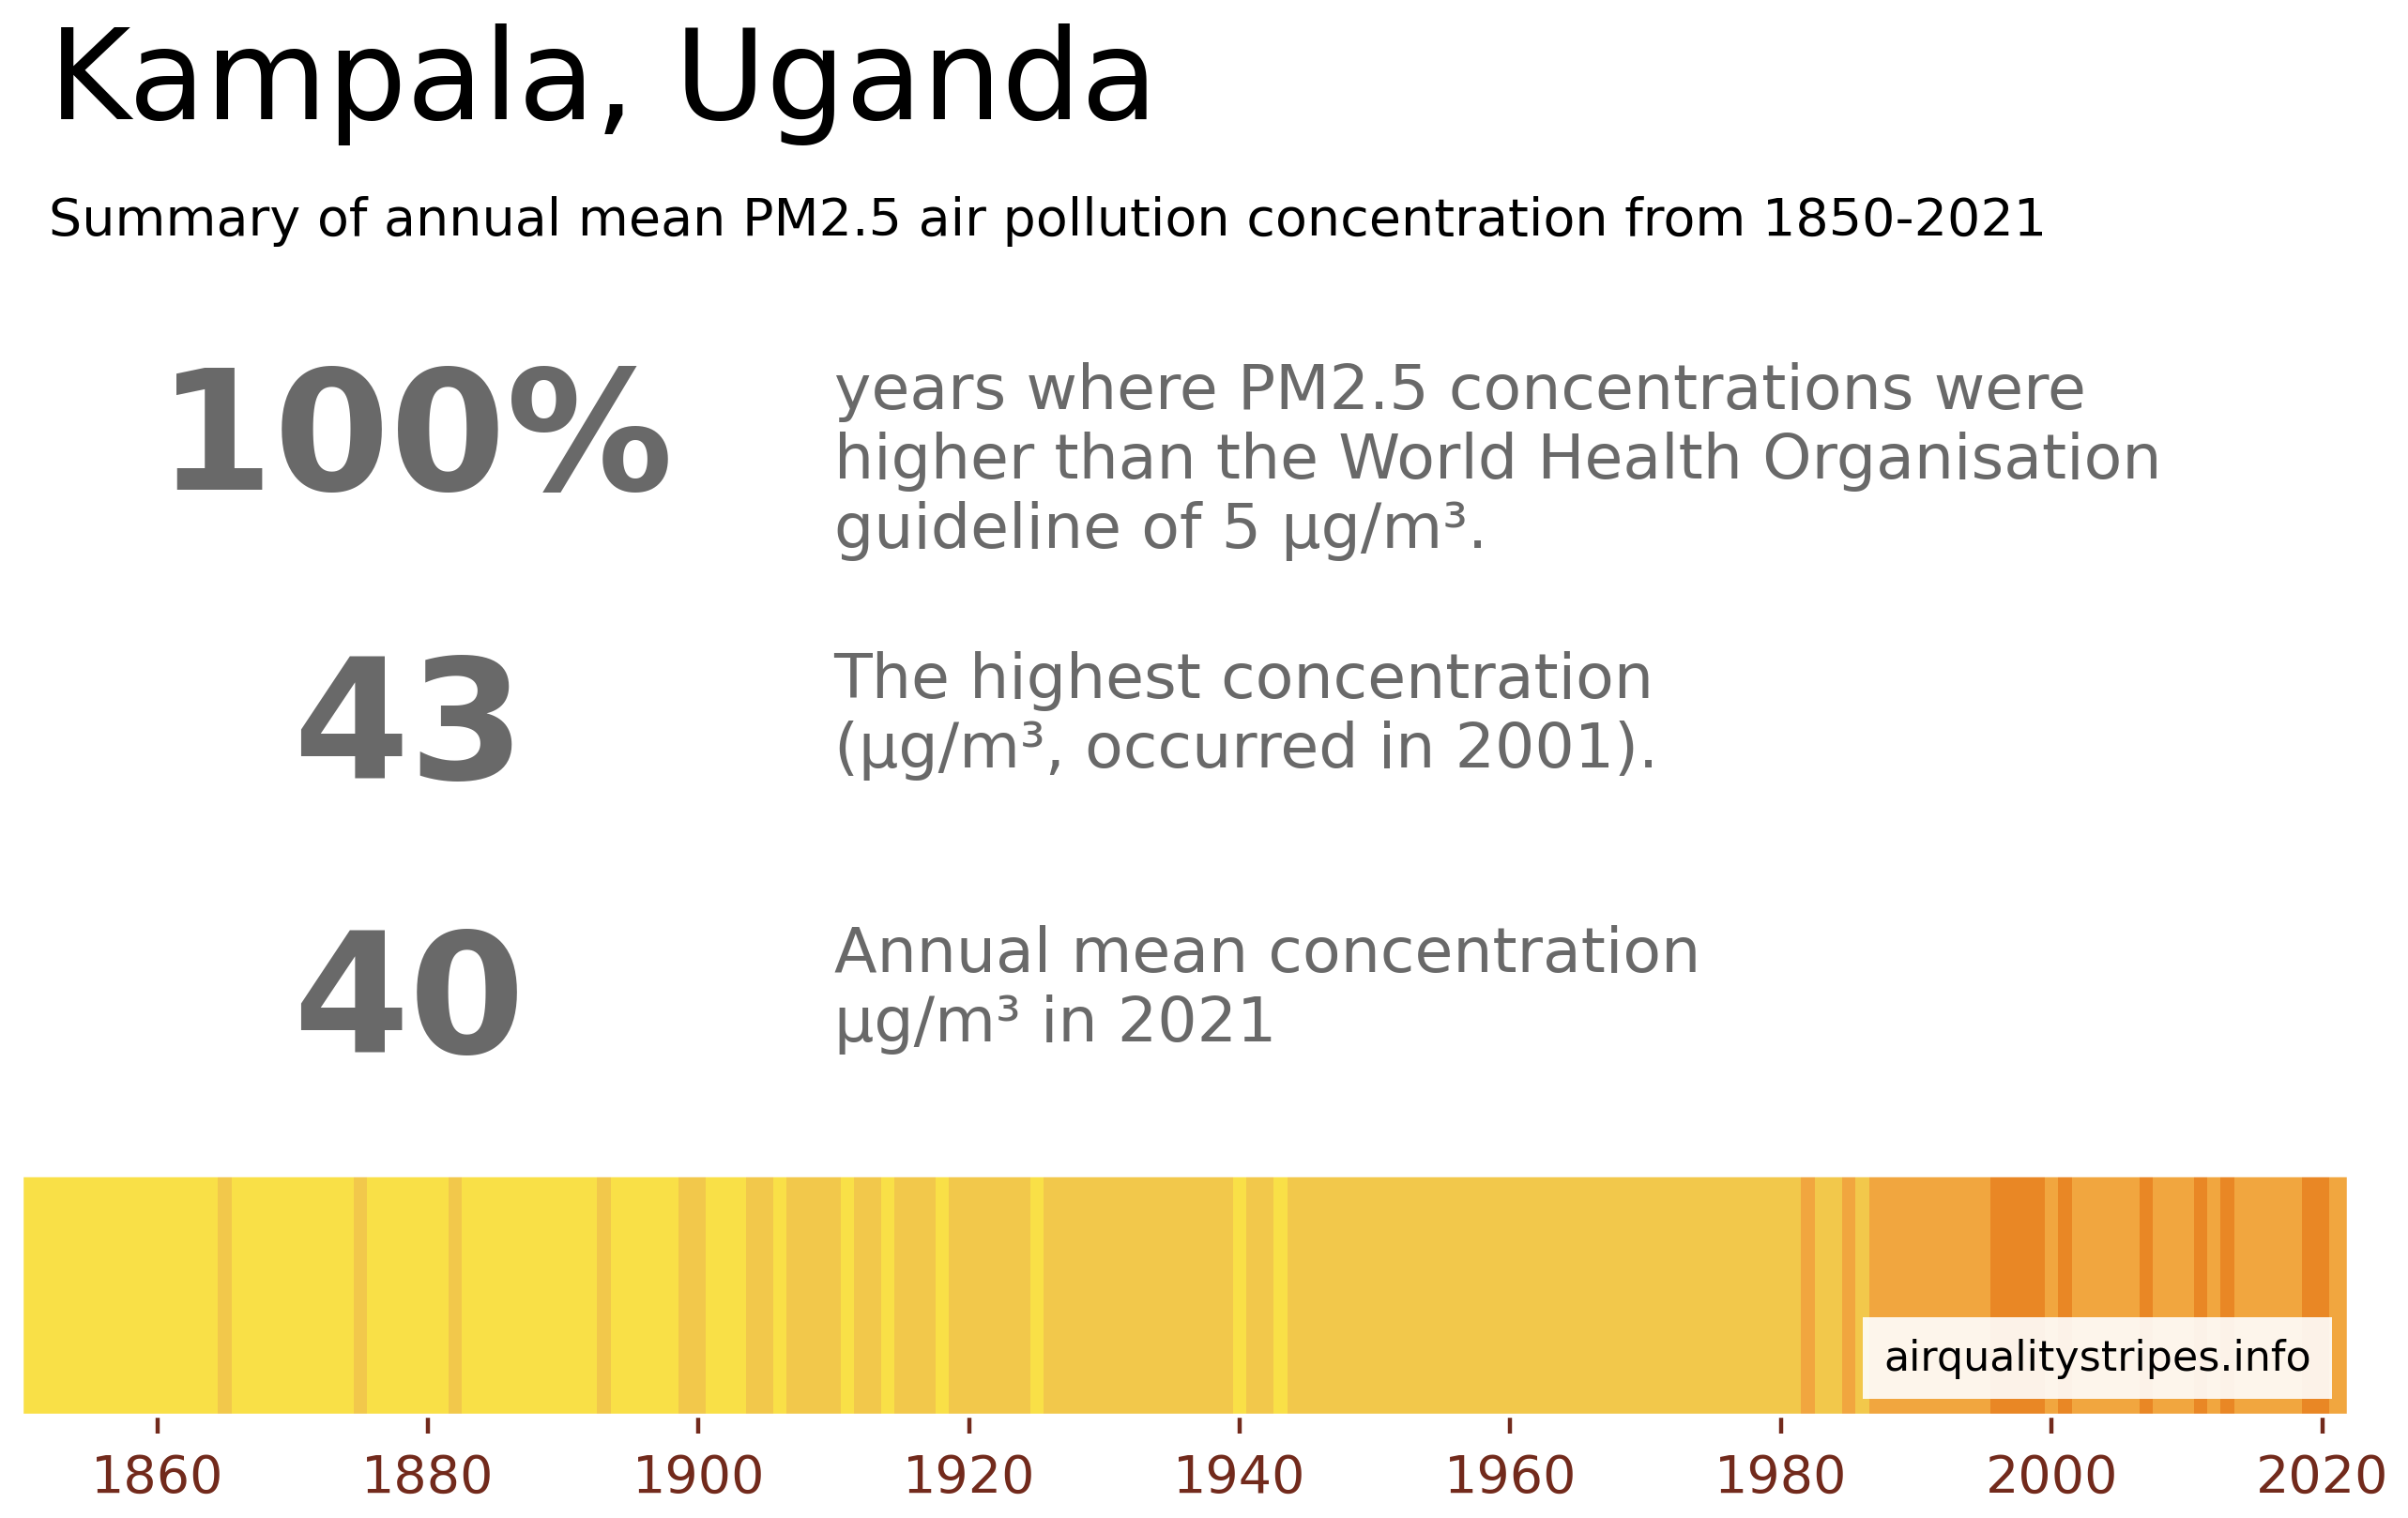 Kampala, Uganda
Summary of annual mean PM2.5 air pollution concentration from 1850-2021
100%
years where PM2.5 concentrations were
higher than the World Health Organisation
guideline of 5 µg/m³.
43
The highest concentration
(µg/m³, occurred in 2001).
40
Annual mean concentration
µg/m³ in 2021
airqualitystripes.info
1860 1880 1900 1920 1940 1960 1980 2000 2020